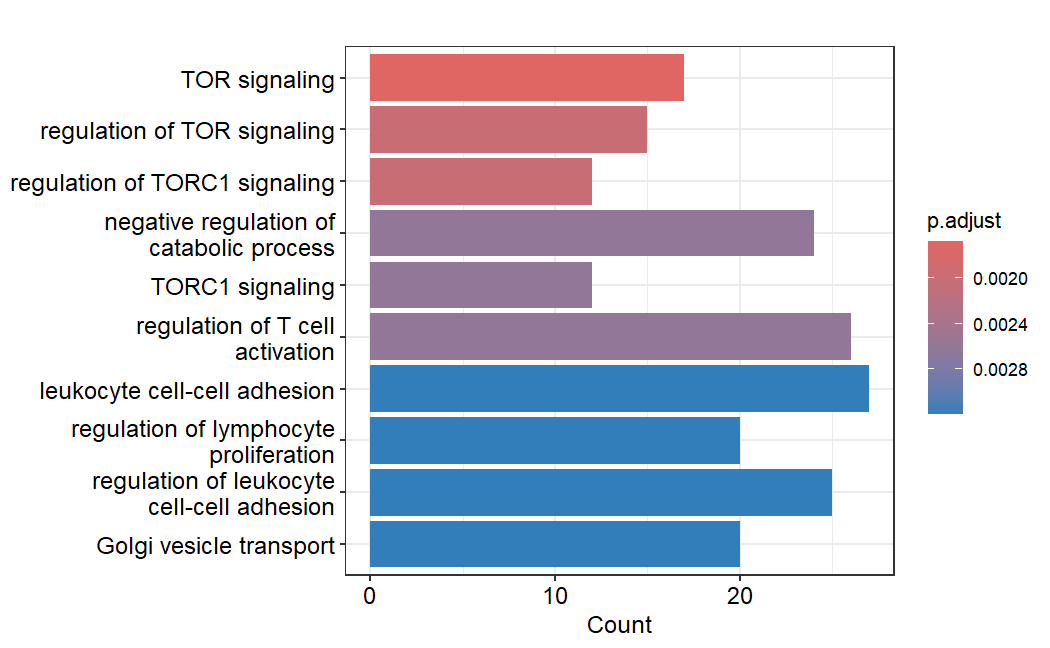 TOR signaling
regulation of TOR signaling
regulation of TORC1 signaling
negative regulation of
catabolic process
TORC1 signaling
regulation of T cell
activation
leukocyte cell-cell adhesion
regulation of lymphocyte
proliferation
regulation of leukocyte
cell-cell adhesion
Golgi vesicle transport
0 10 20
Count
p.adjust
0.0020
0.0024
0.0028